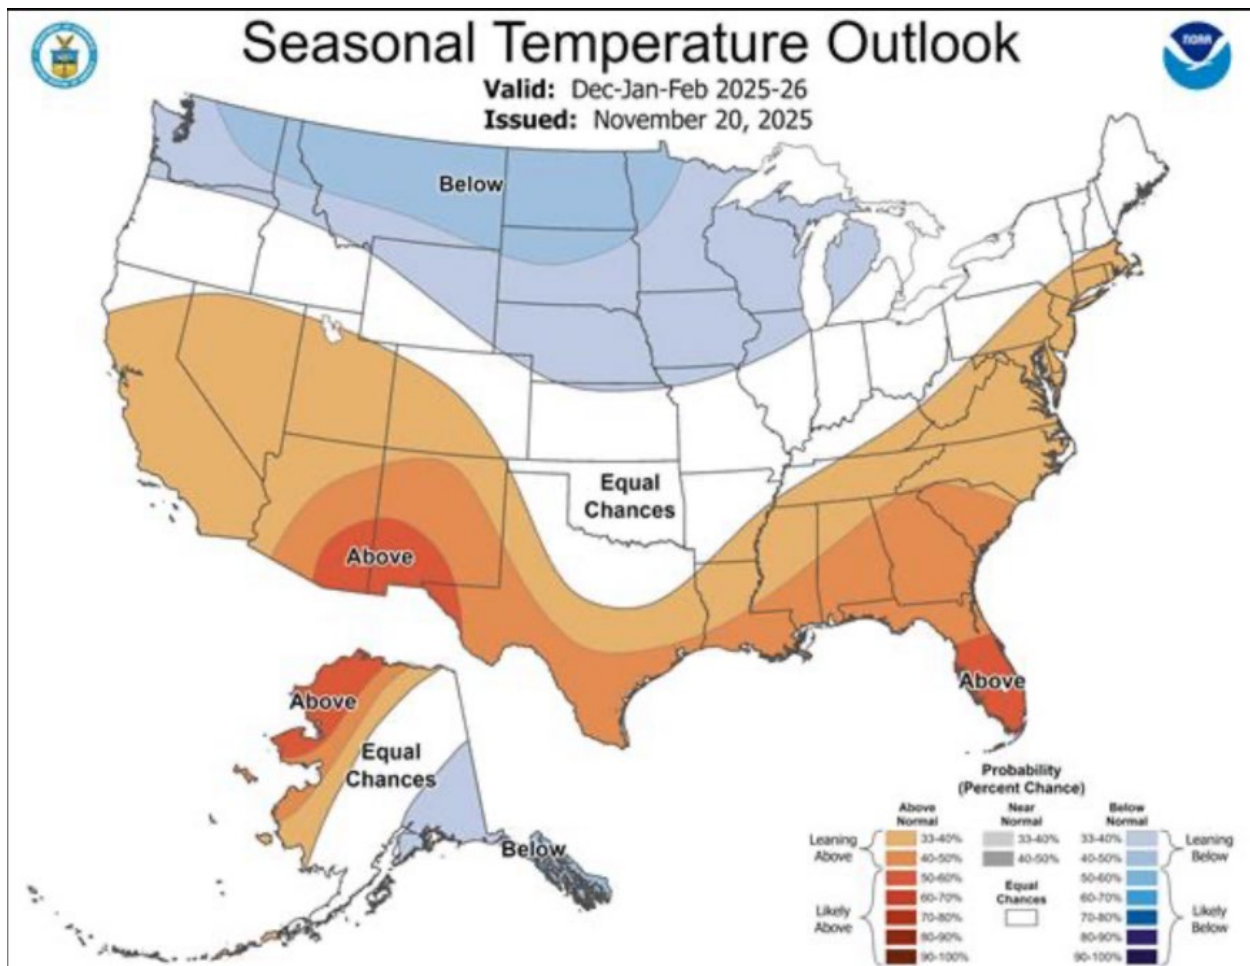 Seasonal Temperature Outlook
Valid: Dec-Jan-Feb 2025-26
Issued: November 20, 2025
NOAA
Below
Equal
Chances
Above
Above
Above
Equal
Chances
Below
Probability
(Percent Chance)
Above
Normal
Near
Normal
Below
Normal
Leaning
Above
33-40%
33-40%
33-40%
Leaning
Below
40-50%
40-50%
40-50%
50-60%
Equal
Chances
50-60%
60-70%
60-70%
Likely
Above
70-80%
70-80%
Likely
Below
80-90%
80-90%
90-100%
90-100%